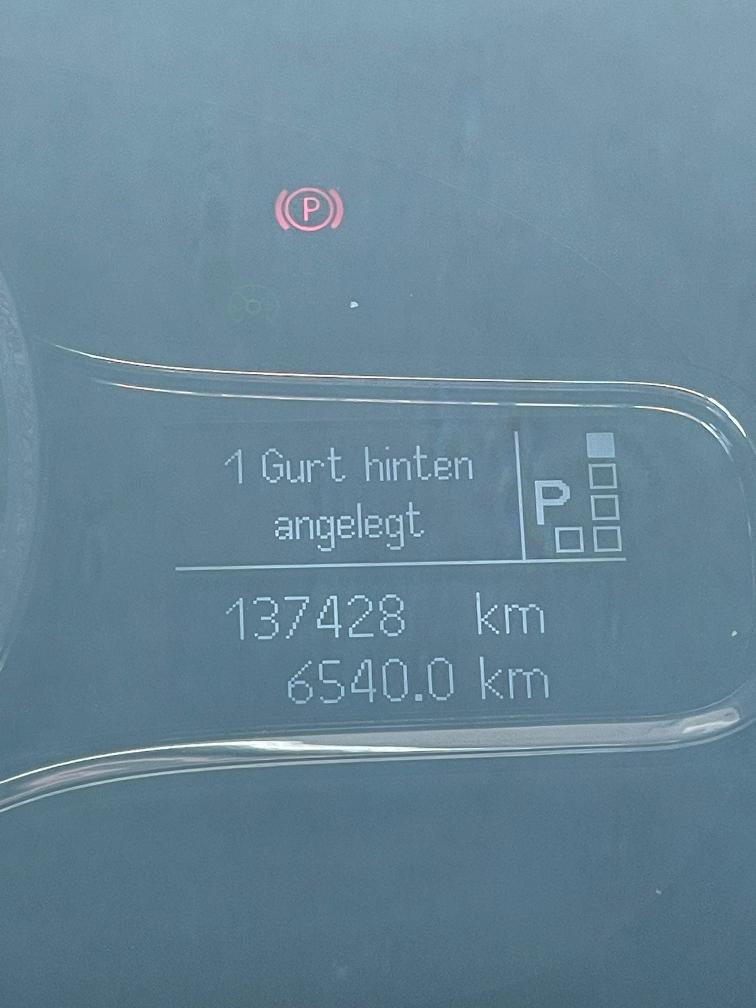 P
1 Gurt hinten
angelegt
P
137428 km
6540.0 km